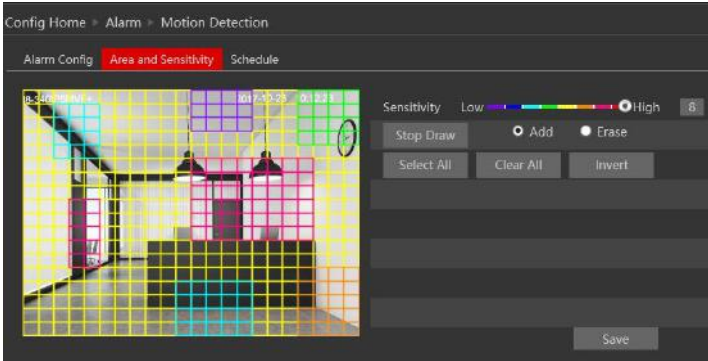 Config Home ▸ Alarm ▸ Motion Detection
Alarm Config Area and Sensitivity Schedule
Sensitivity Low High 8
Stop Draw Add Erase
Select All Clear All Invert
Save